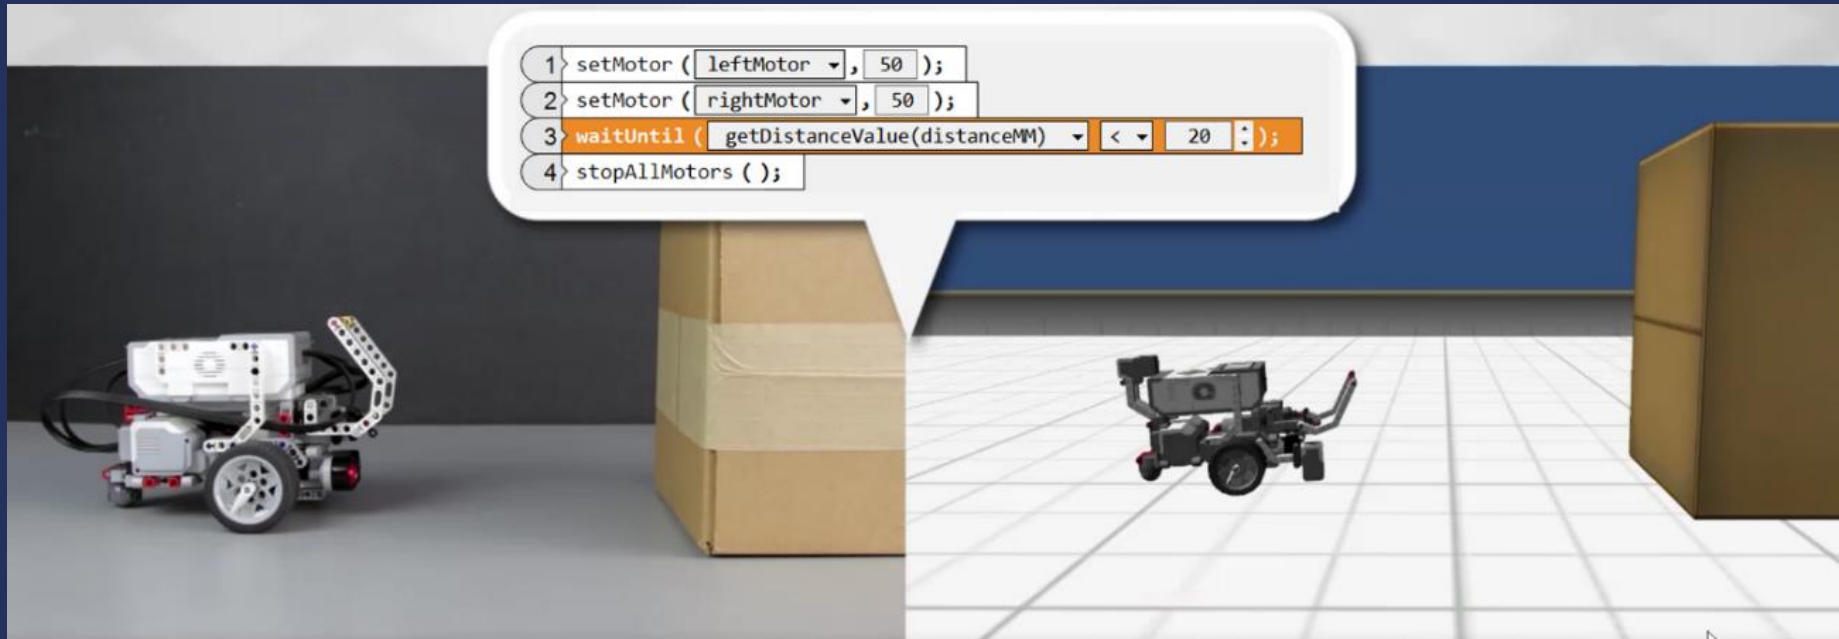 1 setMotor ( leftMotor , 50 );
2 setMotor ( rightMotor , 50 );
3 waitUntil ( getDistanceValue(distanceMM) < 20 );
4 stopAllMotors ( );